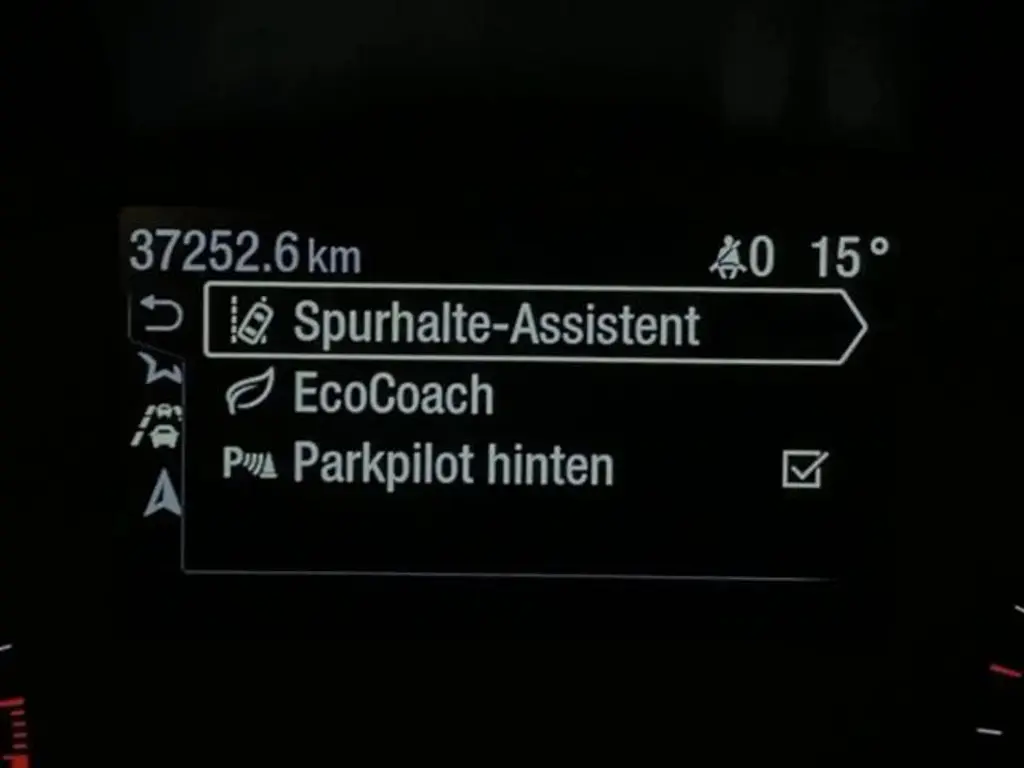 37252.6 km 0 15°
Spurhalte-Assistent
EcoCoach
P Parkpilot hinten